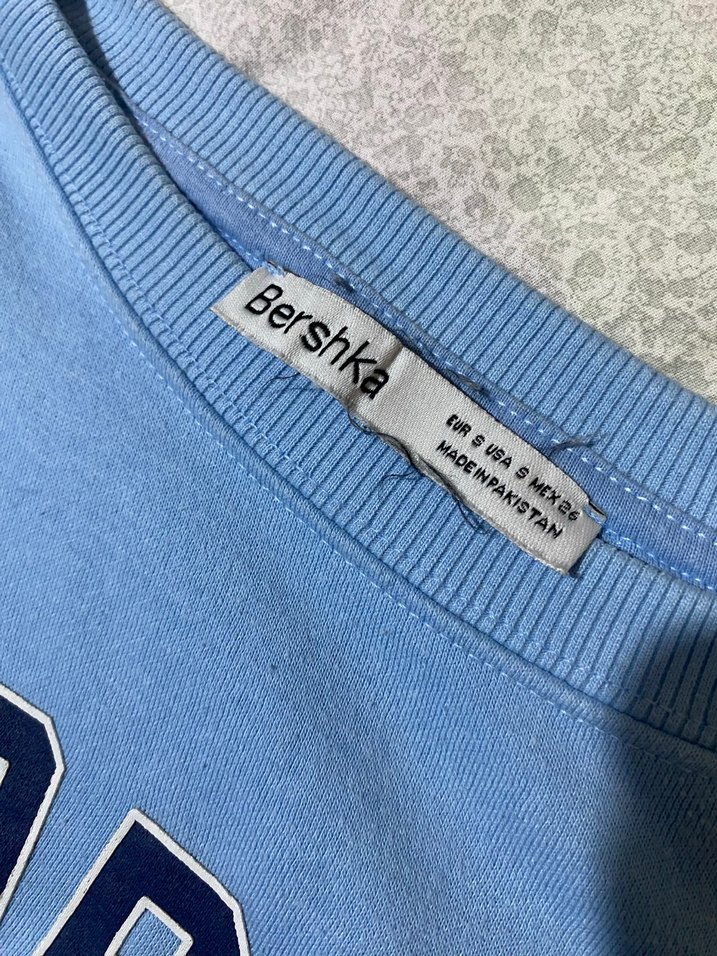 Bershka
EUR S USA S MEX 26
MADE IN PAKISTAN